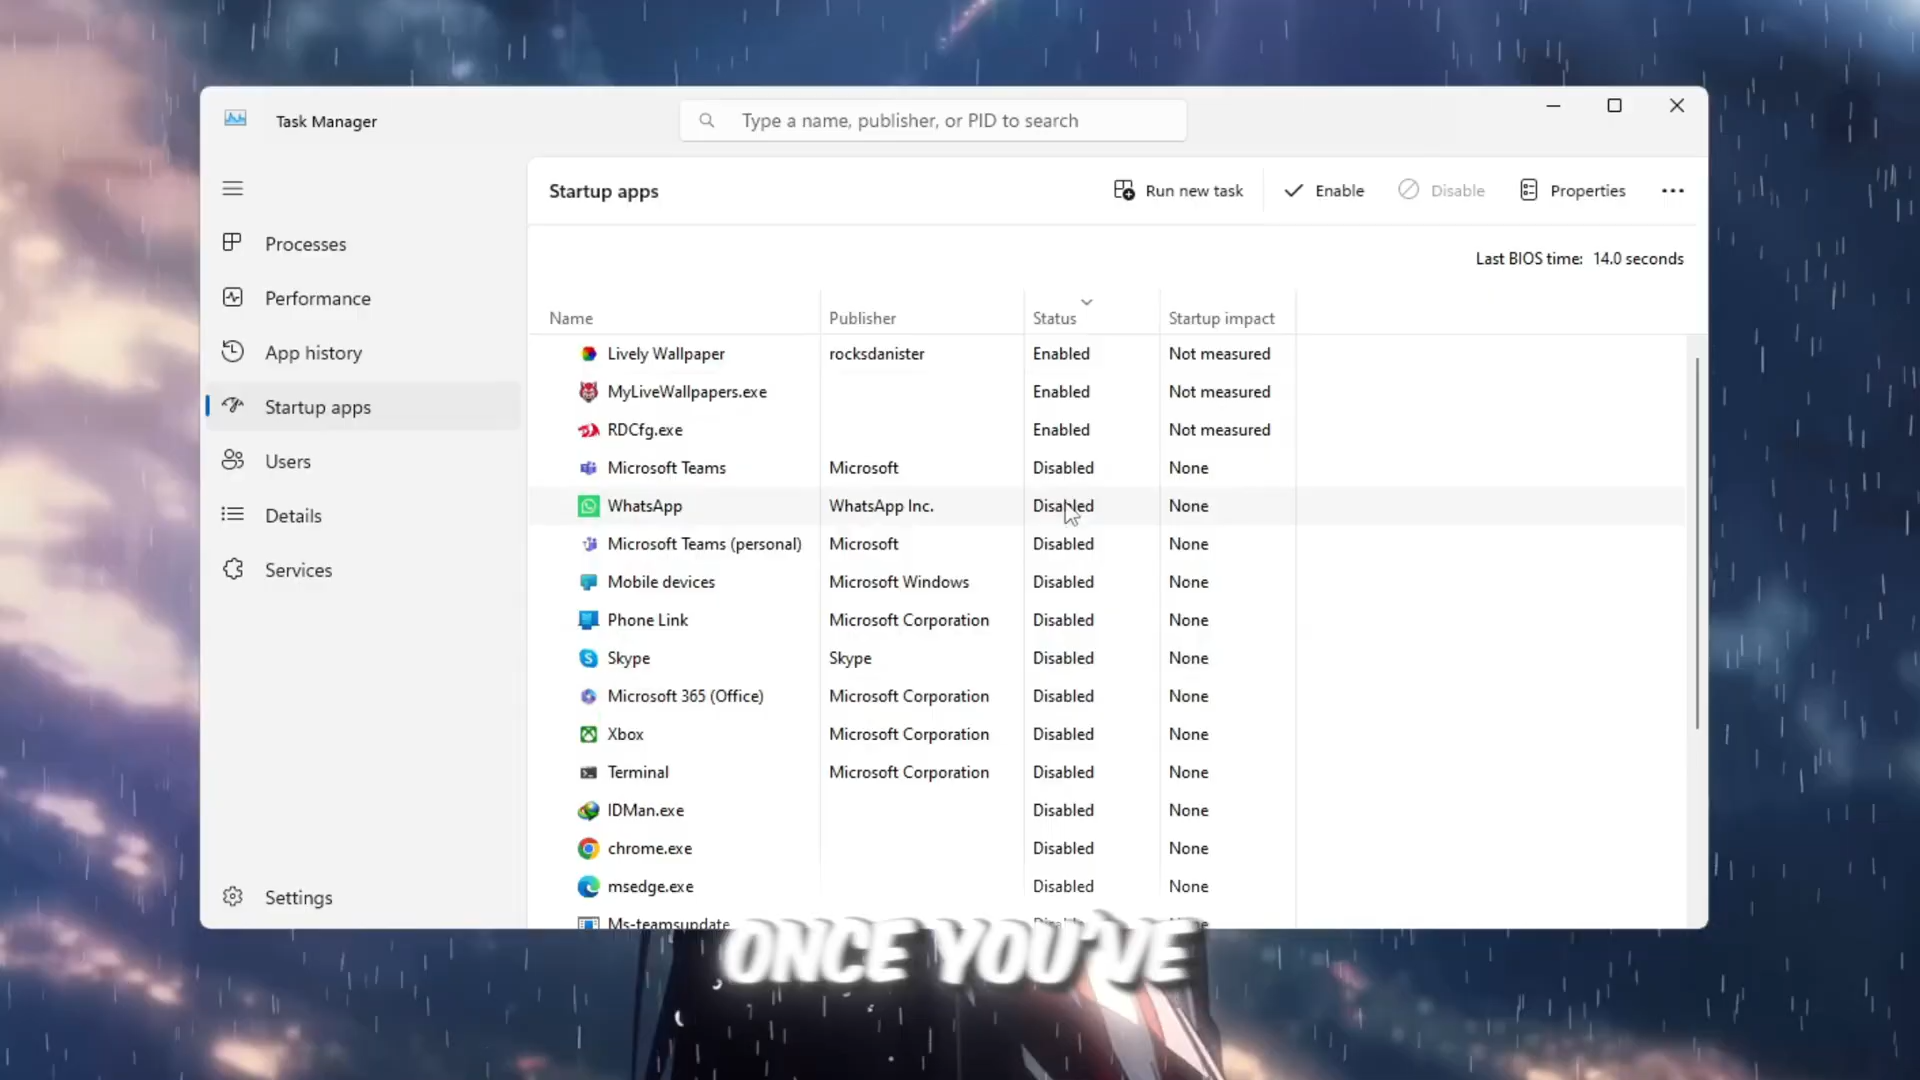 Task Manager
Type a name, publisher, or PID to search
Startup apps
Run new task
Enable
Disable
Properties
Last BIOS time: 14.0 seconds
Processes
Performance
App history
Startup apps
Users
Details
Services
Settings
Name Publisher Status Startup impact
Lively Wallpaper rocksdanister Enabled Not measured
MyLiveWallpapers.exe Enabled Not measured
RDCfg.exe Enabled Not measured
Microsoft Teams Microsoft Disabled None
WhatsApp WhatsApp Inc. Disabled None
Microsoft Teams (personal) Microsoft Disabled None
Mobile devices Microsoft Windows Disabled None
Phone Link Microsoft Corporation Disabled None
Skype Skype Disabled None
Microsoft 365 (Office) Microsoft Corporation Disabled None
Xbox Microsoft Corporation Disabled None
Terminal Microsoft Corporation Disabled None
IDMan.exe Disabled None
chrome.exe Disabled None
msedge.exe Disabled None
Ms-teamsupdate
ONCE YOU'VE